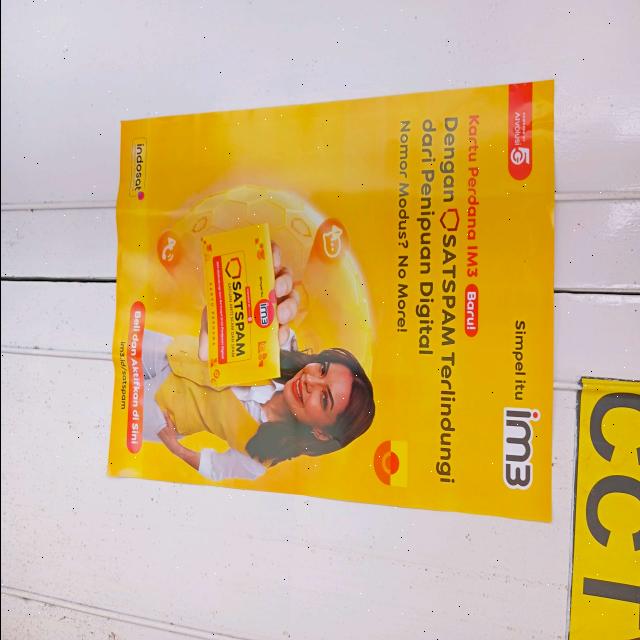 Simpel itu im3
Kartu Perdana IM3 Baru!
Dengan SATSPAM Terlindungi
dari Penipuan Digital
Nomor Modus? No More!
im3
SATSPAM
indosat
Beli dan Aktifkan di Sini
im3.id/satspam
CCT